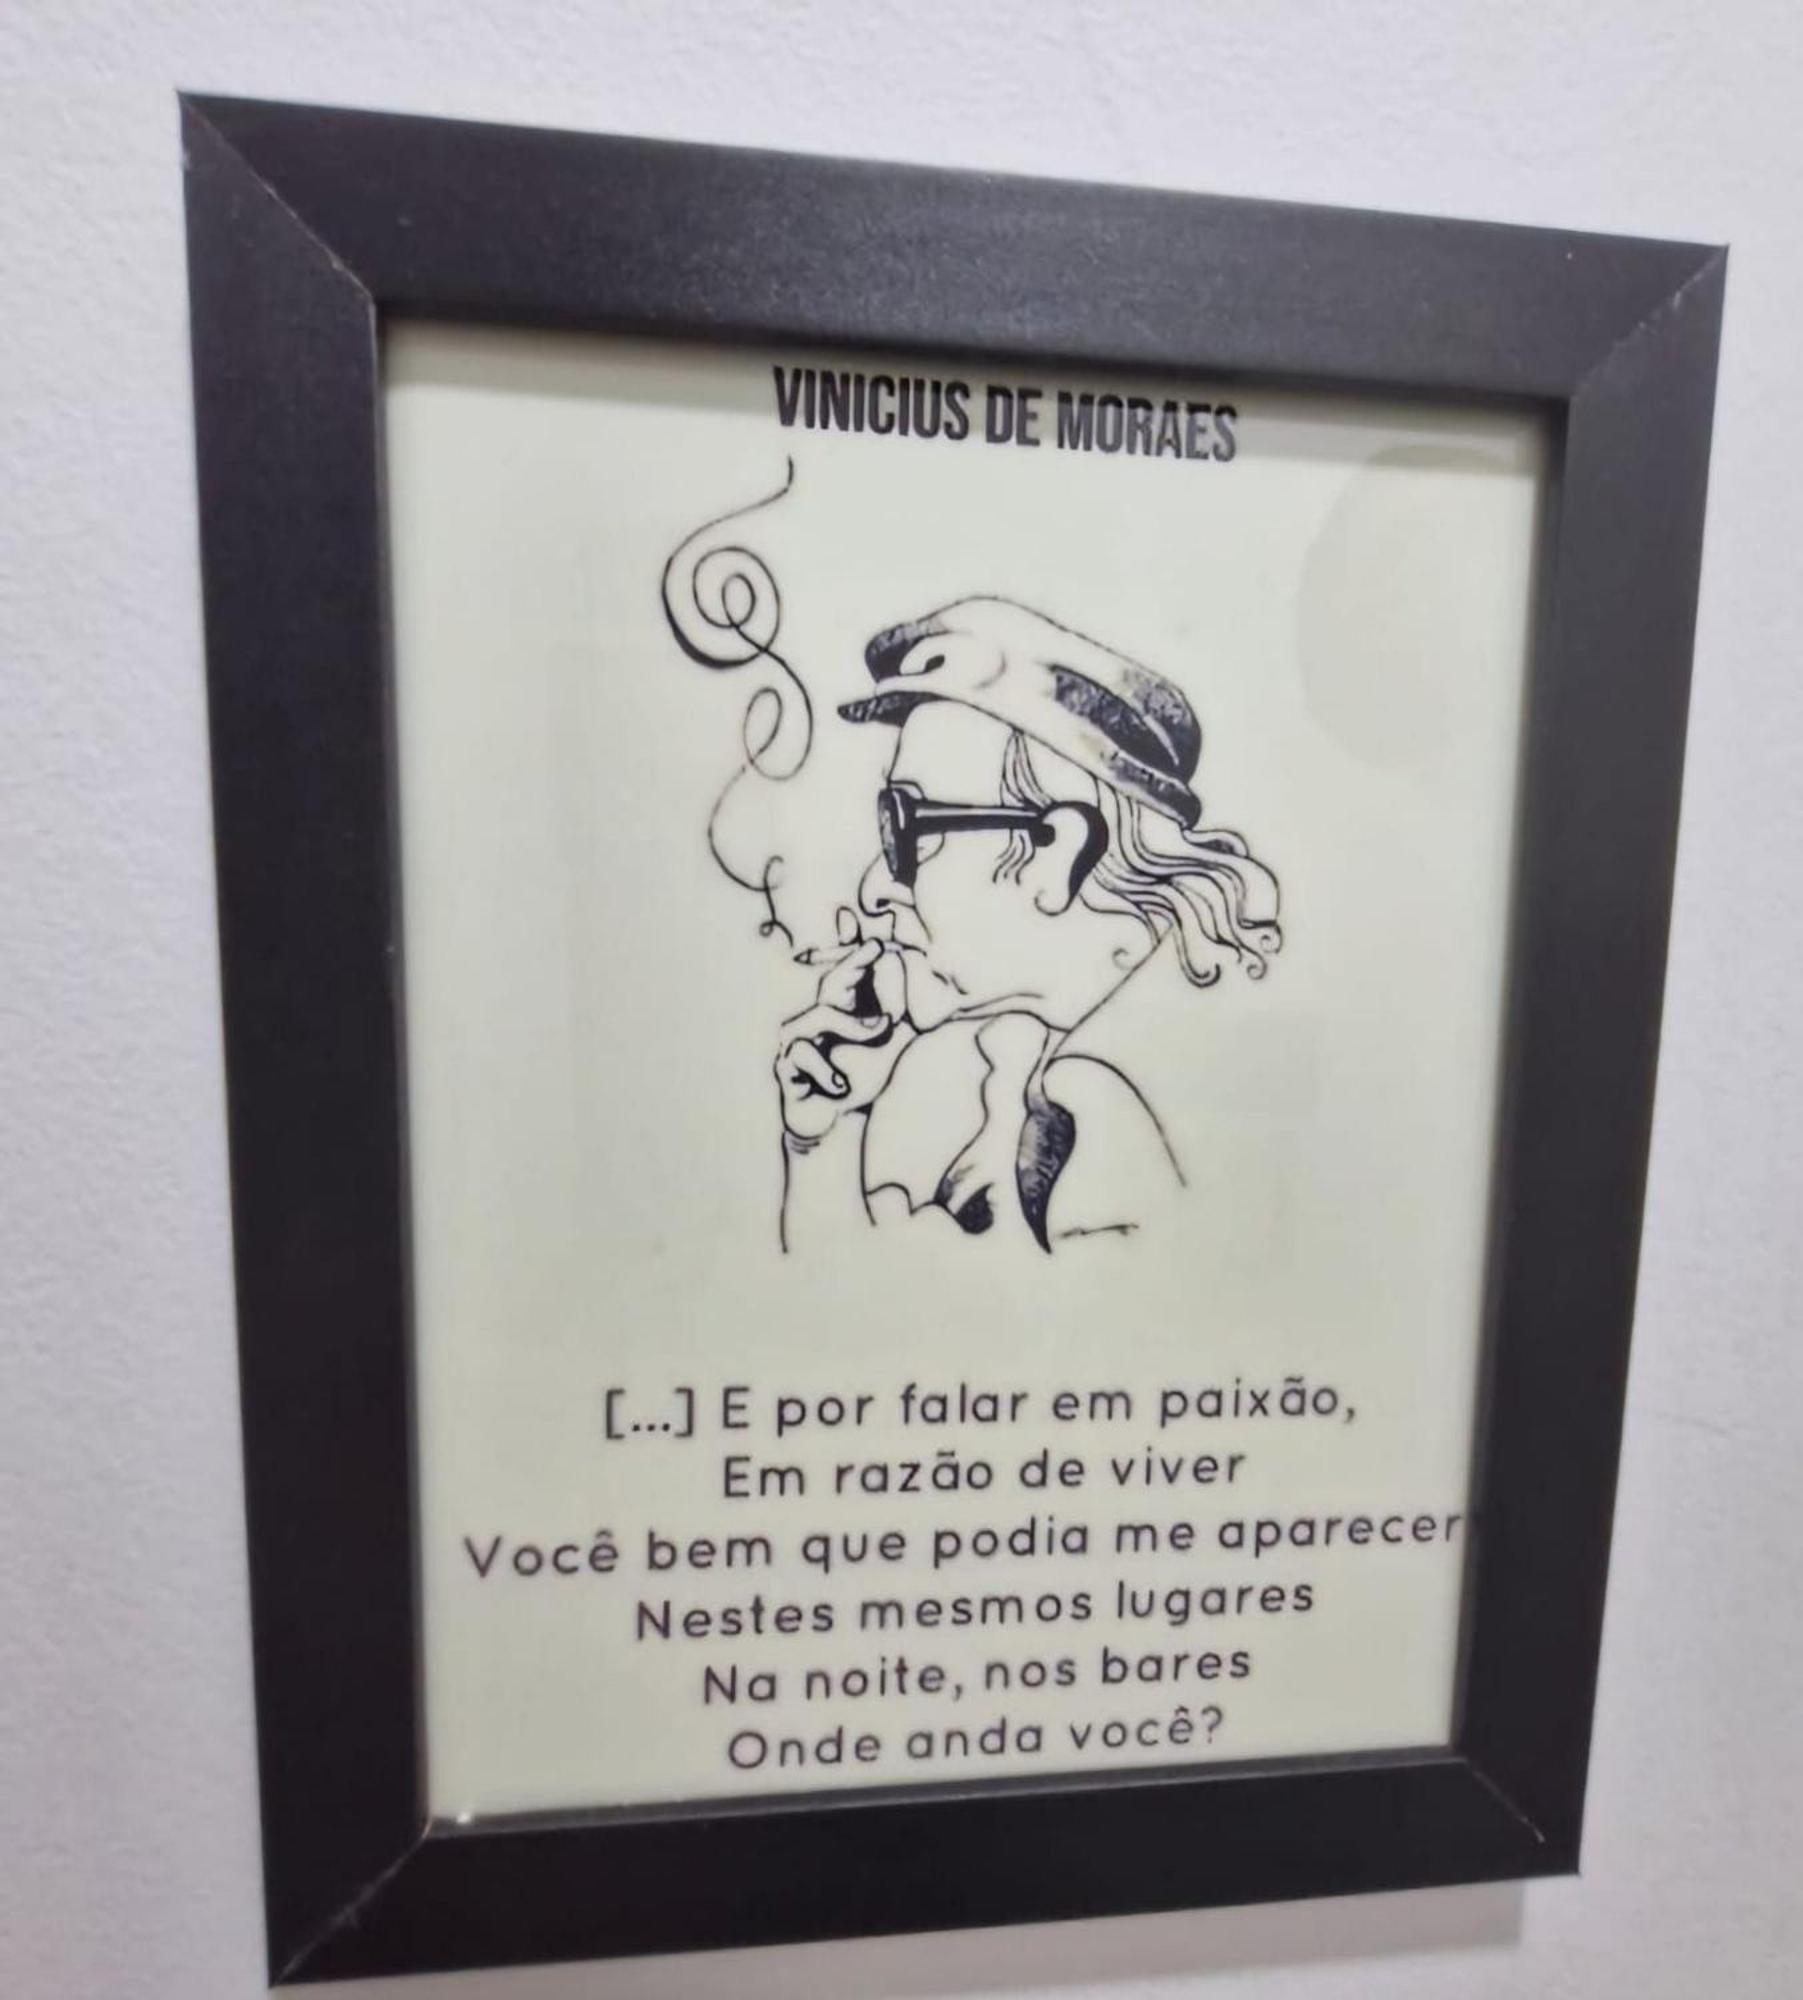 VINICIUS DE MORAES
[...] E por falar em paixão,
Em razão de viver
Você bem que podia me aparecer
Nestes mesmos lugares
Na noite, nos bares
Onde anda você?